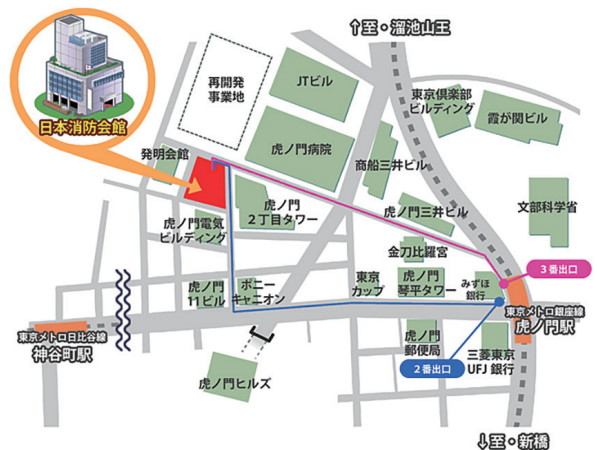 ↑至・溜池山王
日本消防会館
再開発
事業地
JTビル
東京倶楽部
ビルディング
霞が関ビル
発明会館
虎ノ門病院
商船三井ビル
虎ノ門電気
ビルディング
虎ノ門
2丁目タワー
虎ノ門三井ビル
文部科学省
金刀比羅宮
3番出口
虎ノ門
11ビル
ポニー
キャニオン
東京
カップ
虎ノ門
琴平タワー
みずほ
銀行
東京メトロ銀座線
虎ノ門駅
東京メトロ日比谷線
神谷町駅
虎ノ門
郵便局
三菱東京
UFJ 銀行
2番出口
虎ノ門ヒルズ
↓至・新橋